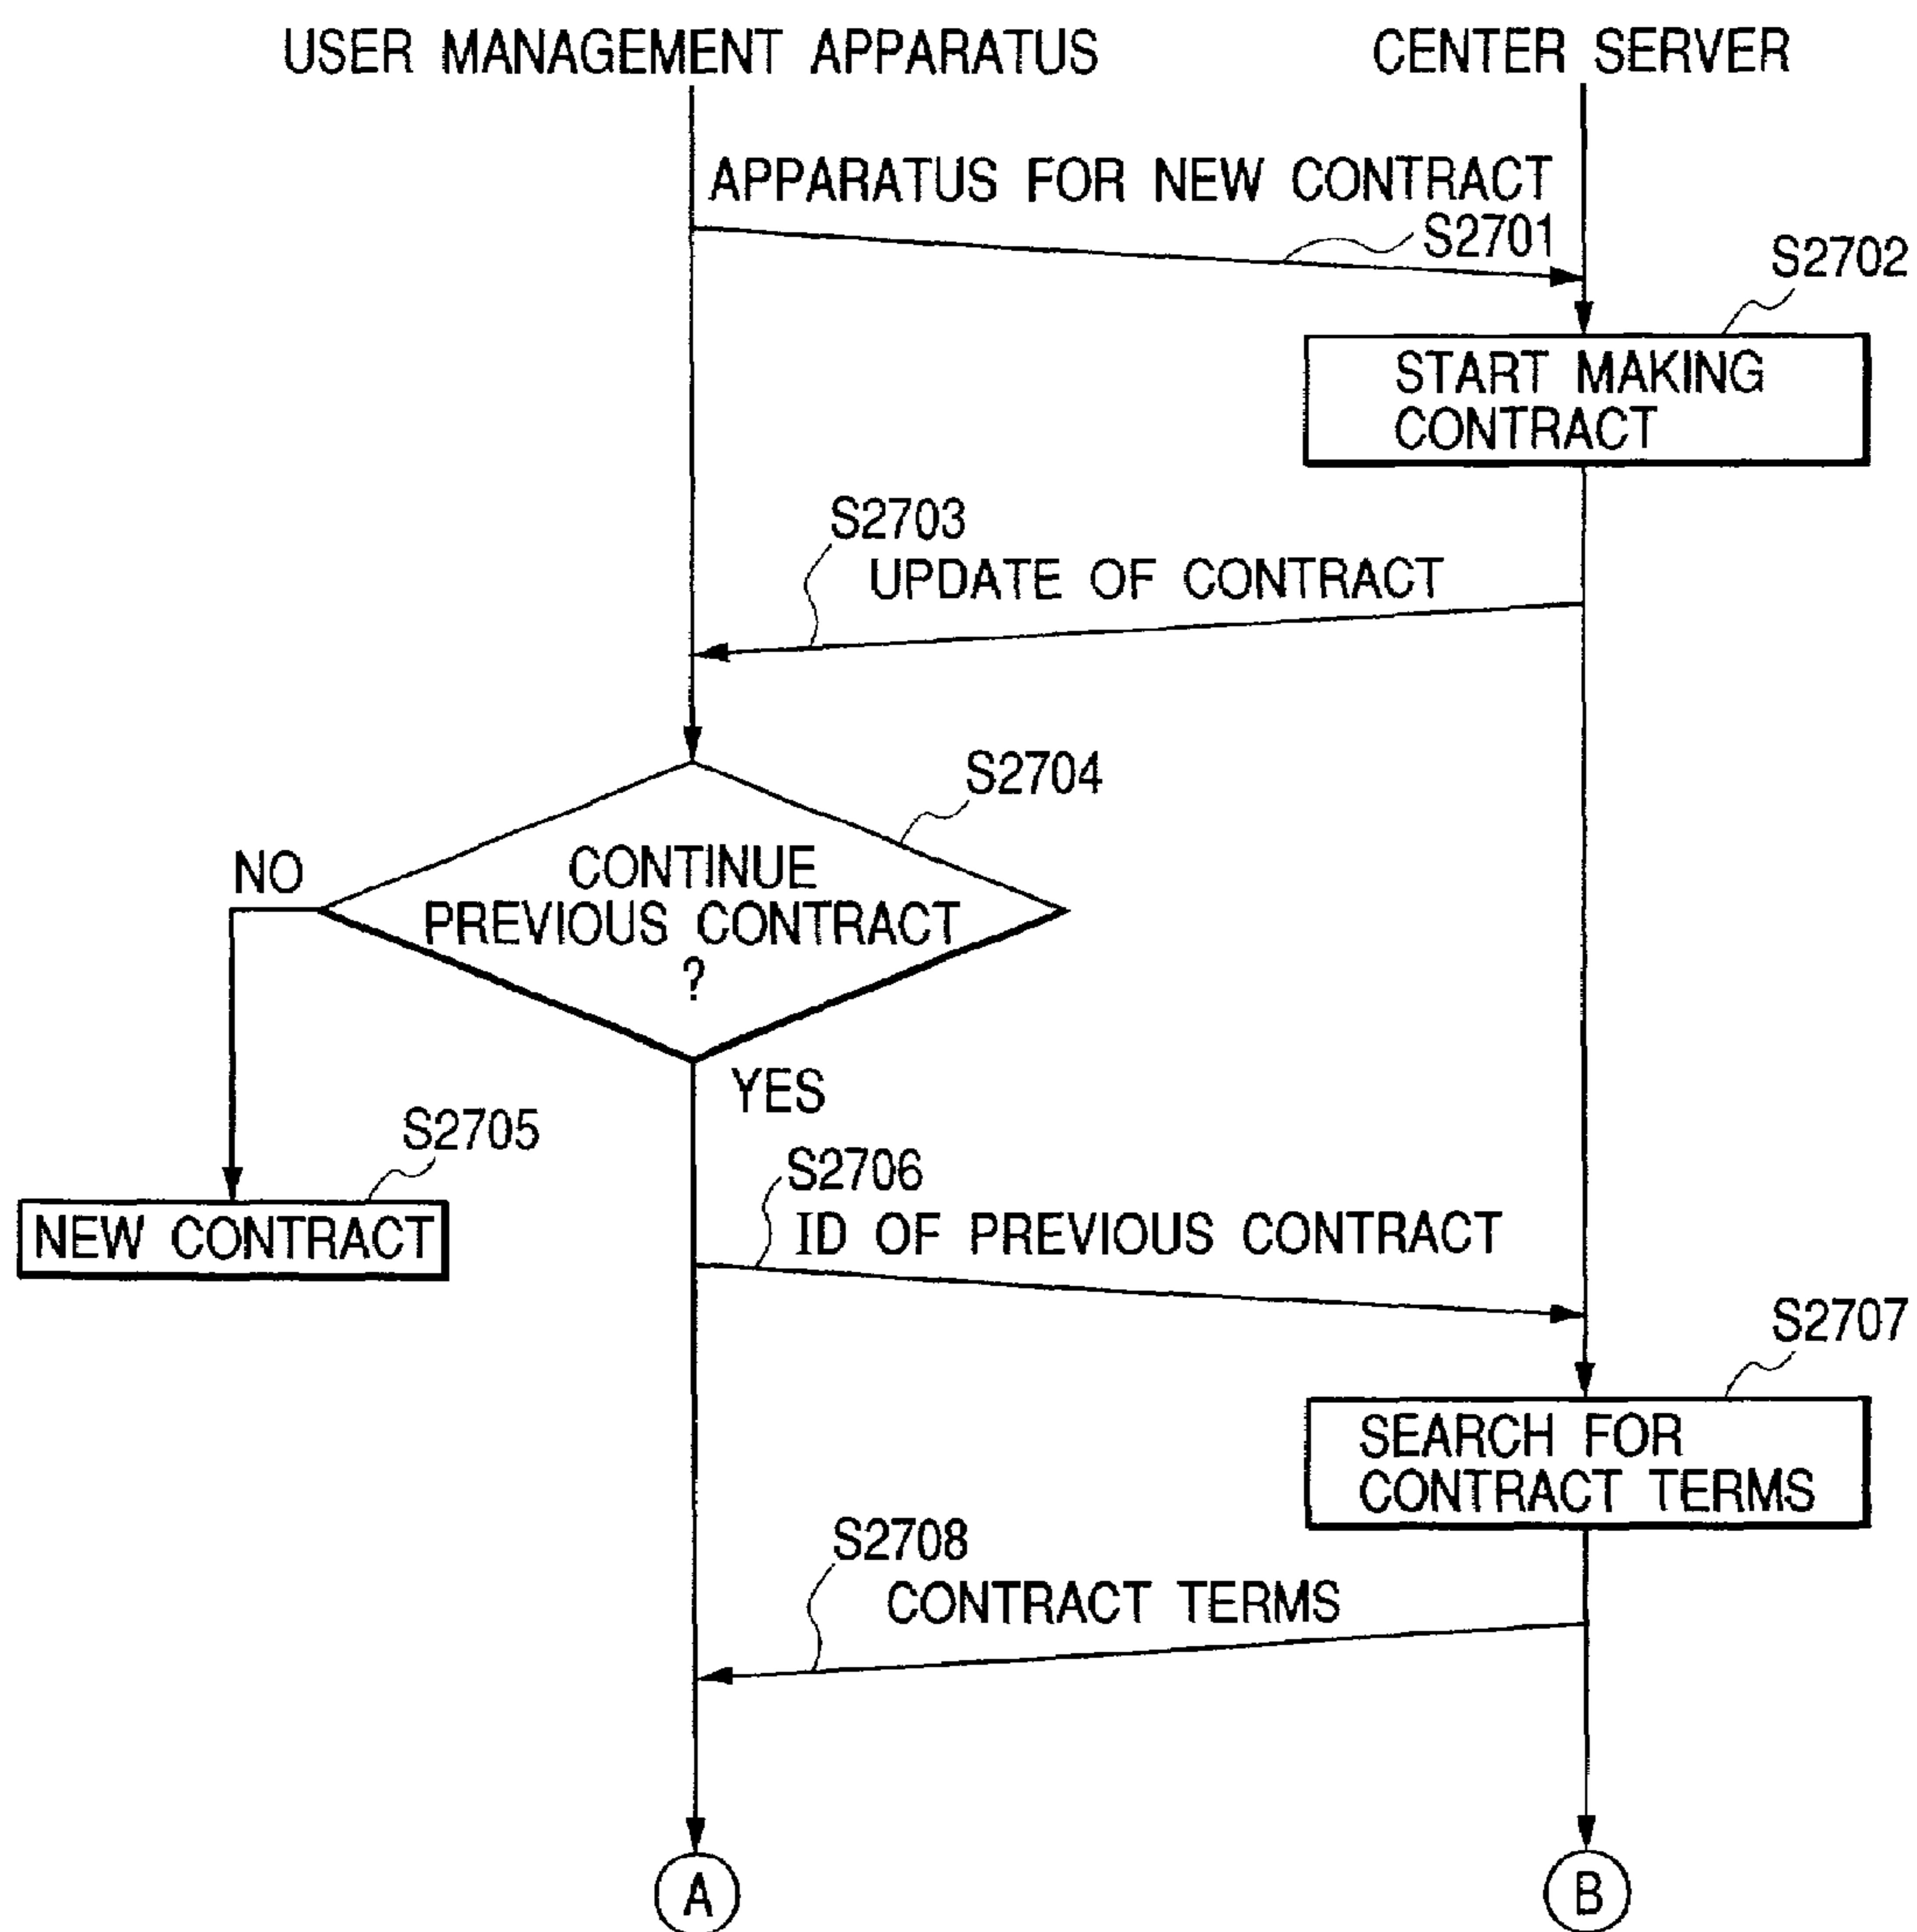 USER MANAGEMENT APPARATUS
CENTER SERVER
APPARATUS FOR NEW CONTRACT
S2701
S2702
START MAKING
CONTRACT
S2703
UPDATE OF CONTRACT
S2704
CONTINUE
PREVIOUS CONTRACT
?
NO
YES
S2705
NEW CONTRACT
S2706
ID OF PREVIOUS CONTRACT
S2707
SEARCH FOR
CONTRACT TERMS
S2708
CONTRACT TERMS
A
B